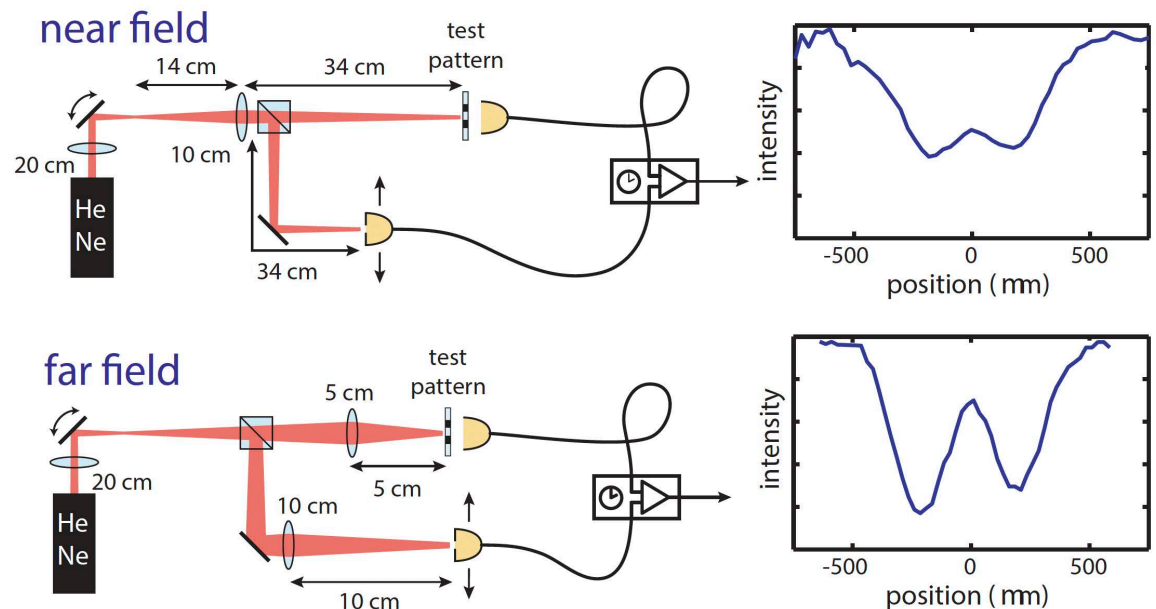 near field
14 cm
34 cm
test
pattern
20 cm
10 cm
He
Ne
34 cm
intensity
-500
0
500
position (mm)
far field
test
pattern
5 cm
20 cm
5 cm
10 cm
He
Ne
10 cm
intensity
-500
0
500
position (mm)